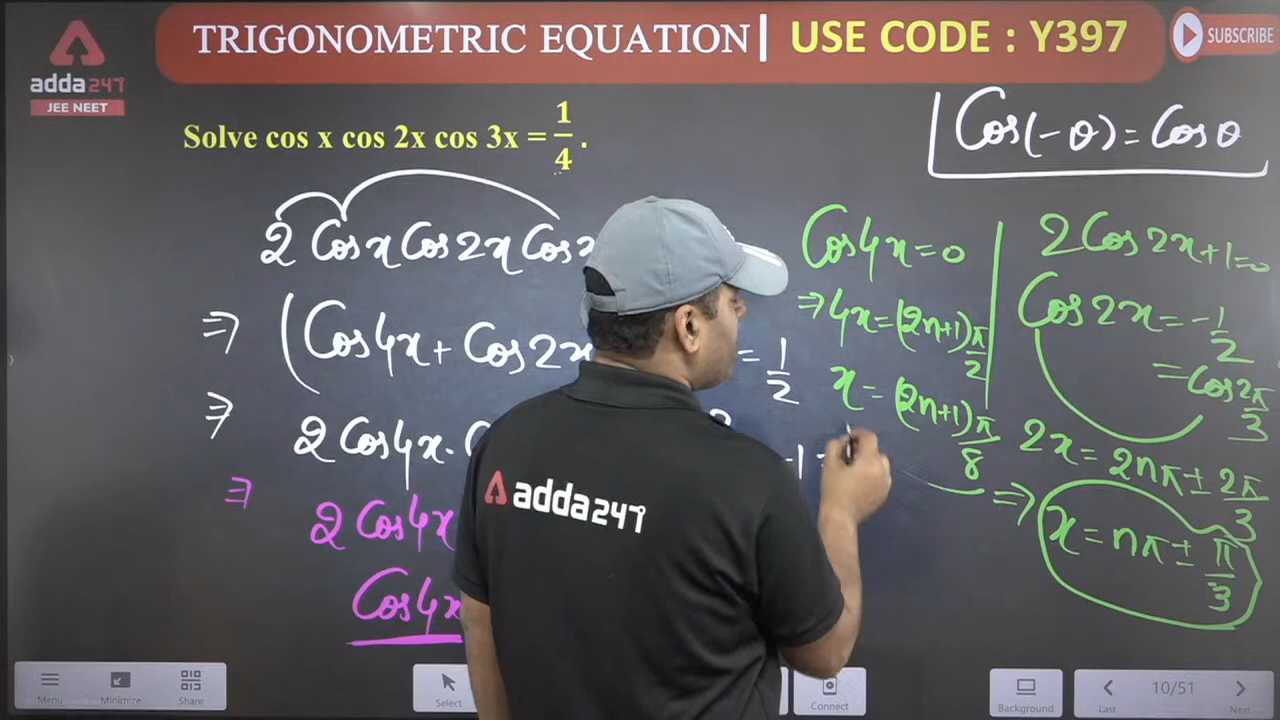 TRIGONOMETRIC EQUATION | USE CODE : Y397
SUBSCRIBE
adda247
JEE NEET
Solve cos x cos 2x cos 3x = 1/4 .
Cos(-θ) = Cosθ
2 Cosx Cos2x Cos
⇒ (Cos4x + Cos2x = 1/2
⇒ 2 Cos4x.
⇒ 2 Cos4x
Cos4x
Cos4x = 0
⇒ 4x = (2n+1)π/2
x = (2n+1)π/8
2Cos2x+1=0
Cos2x = -1/2
= Cos2π/3
2x = 2nπ ± 2π/3
⇒ x = nπ ± π/3
adda247
Menu
Minimize
Share
Select
Connect
Background
Last
10/51
Next